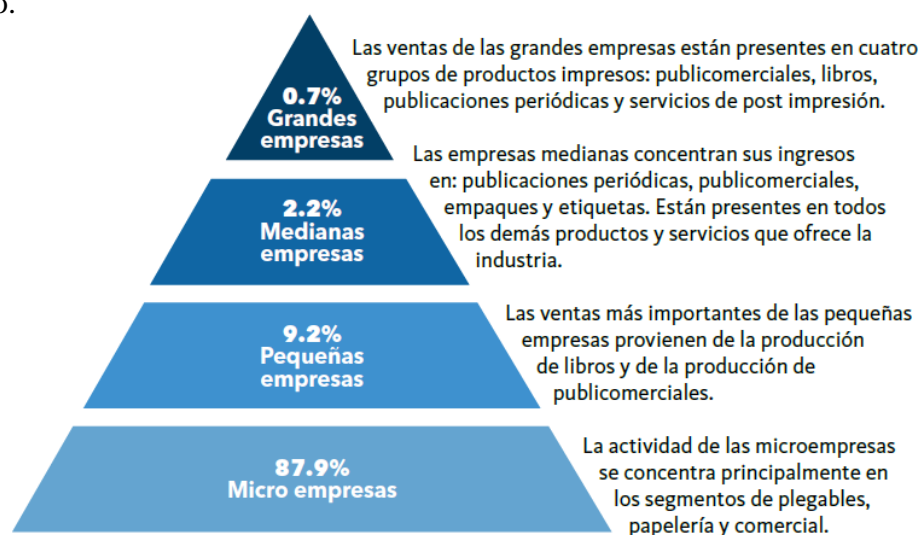 o.
Las ventas de las grandes empresas están presentes en cuatro
grupos de productos impresos: publicomerciales, libros,
publicaciones periódicas y servicios de post impresión.
0.7%
Grandes
empresas
Las empresas medianas concentran sus ingresos
en: publicaciones periódicas, publicomerciales,
empaques y etiquetas. Están presentes en todos
los demás productos y servicios que ofrece la
industria.
2.2%
Medianas
empresas
Las ventas más importantes de las pequeñas
empresas provienen de la producción
de libros y de la producción de
publicomerciales.
9.2%
Pequeñas
empresas
La actividad de las microempresas
se concentra principalmente en
los segmentos de plegables,
papelería y comercial.
87.9%
Micro empresas